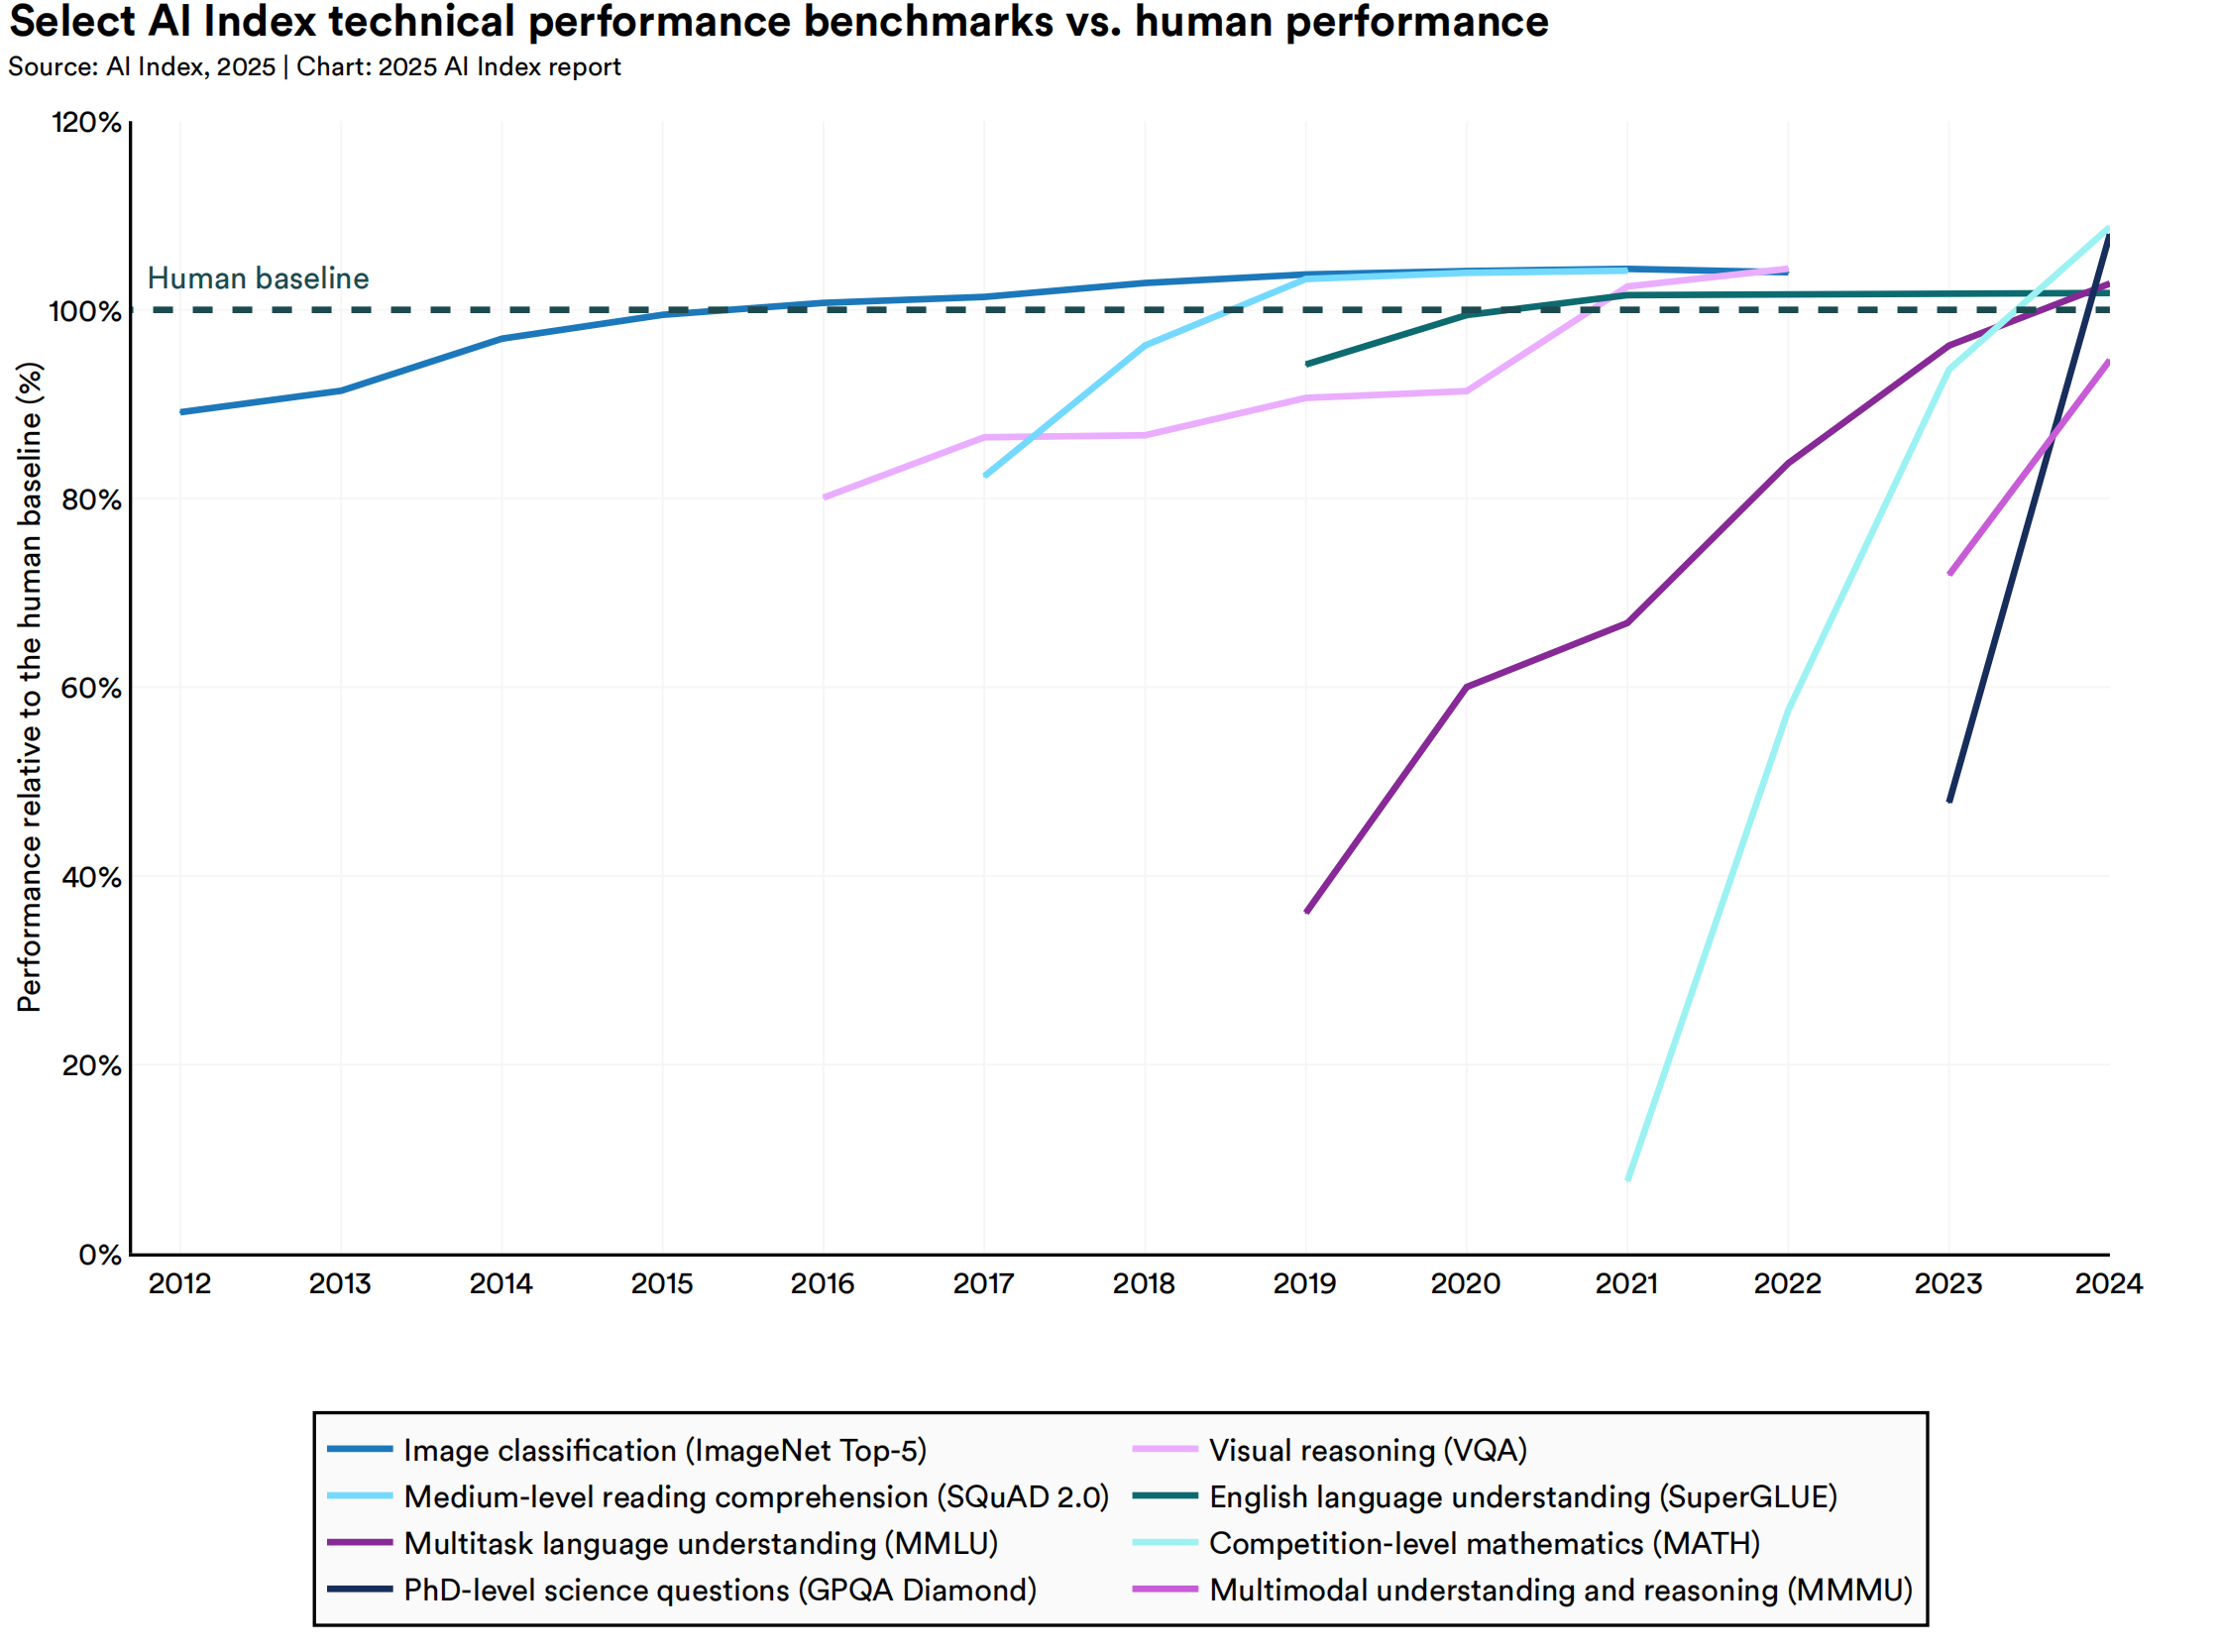 Select AI Index technical performance benchmarks vs. human performance
Source: AI Index, 2025 | Chart: 2025 AI Index report
Performance relative to the human baseline (%)
120%
Human baseline
100%
80%
60%
40%
20%
0%
2012 2013 2014 2015 2016 2017 2018 2019 2020 2021 2022 2023 2024
Image classification (ImageNet Top-5) Visual reasoning (VQA)
Medium-level reading comprehension (SQuAD 2.0) English language understanding (SuperGLUE)
Multitask language understanding (MMLU) Competition-level mathematics (MATH)
PhD-level science questions (GPQA Diamond) Multimodal understanding and reasoning (MMMU)